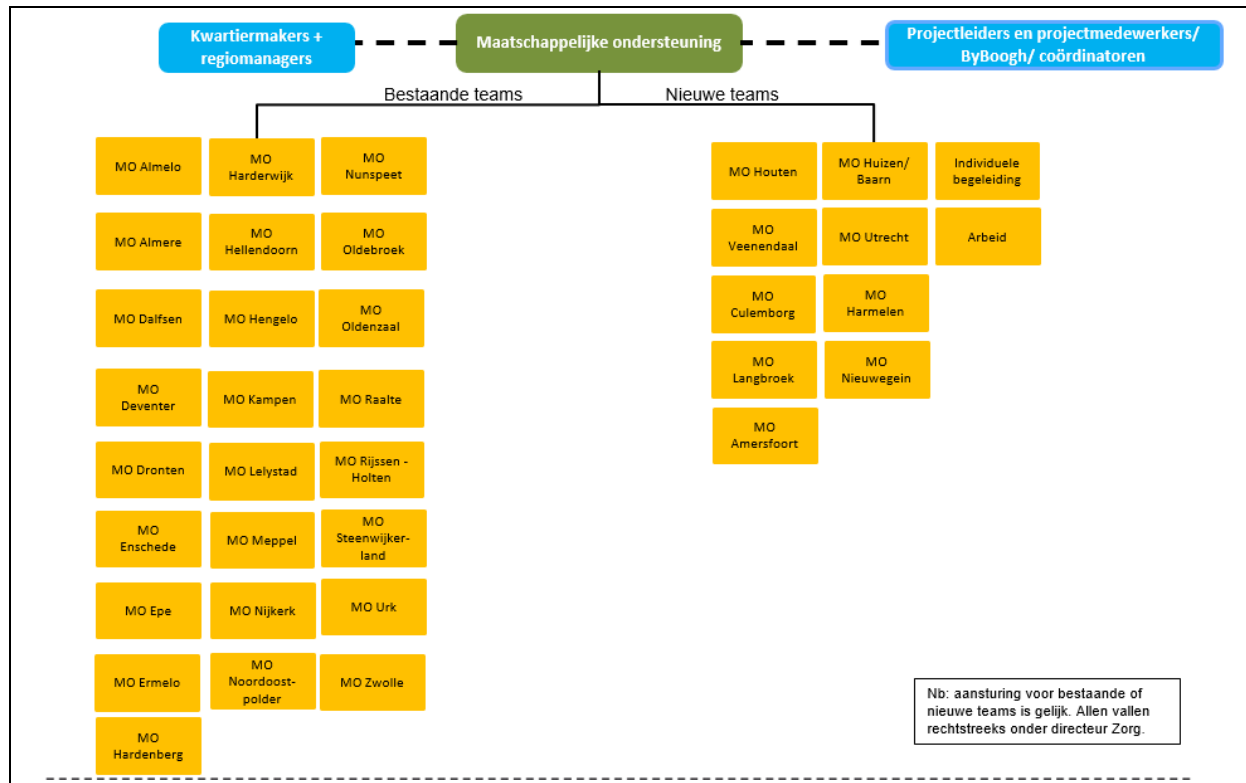 Kwartiermakers +
regiomanagers
Maatschappelijke ondersteuning
Projectleiders en projectmedewerkers/
ByBoogh/ coördinatoren
Bestaande teams
Nieuwe teams
MO Almelo
MO
Harderwijk
MO
Nunspeet
MO Almere
MO
Hellendoorn
MO
Oldebroek
MO Dalfsen
MO Hengelo
MO
Oldenzaal
MO
Deventer
MO Kampen
MO Raalte
MO Dronten
MO Lelystad
MO Rijssen -
Holten
MO
Enschede
MO Meppel
MO
Steenwijker-
land
MO Epe
MO Nijkerk
MO Urk
MO Ermelo
MO
Noordoost-
polder
MO Zwolle
MO
Hardenberg
MO Houten
MO Huizen/
Baarn
Individuele
begeleiding
MO
Veenendaal
MO Utrecht
Arbeid
MO
Culemborg
MO
Harmelen
MO
Langbroek
MO
Nieuwegein
MO
Amersfoort
Nb: aansturing voor bestaande of
nieuwe teams is gelijk. Allen vallen
rechtstreeks onder directeur Zorg.